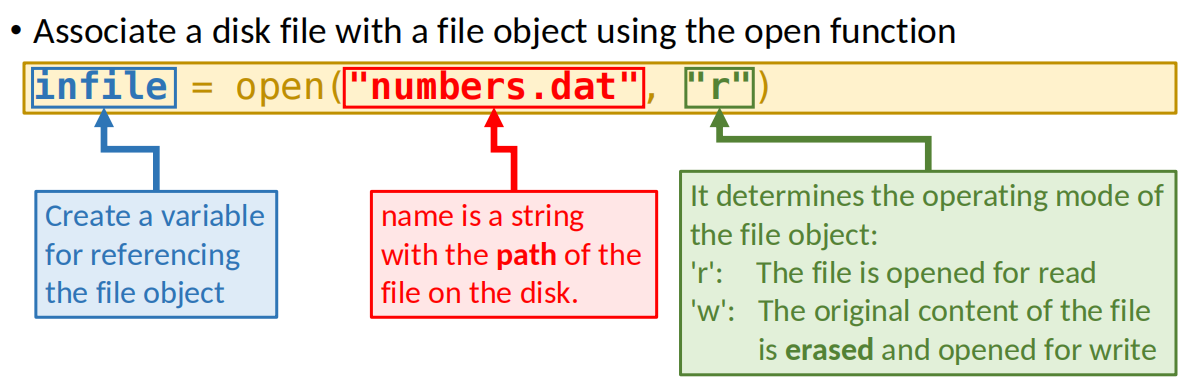 • Associate a disk file with a file object using the open function
infile = open("numbers.dat", "r")
Create a variable
for referencing
the file object
name is a string
with the path of the
file on the disk.
It determines the operating mode of
the file object:
'r': The file is opened for read
'w': The original content of the file
is erased and opened for write